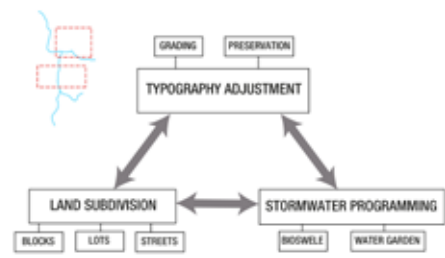 GRADING
PRESERVATION
TYPOGRAPHY ADJUSTMENT
LAND SUBDIVISION
STORMWATER PROGRAMMING
BLOCKS
LOTS
STREETS
BIOSWELE
WATER GARDEN